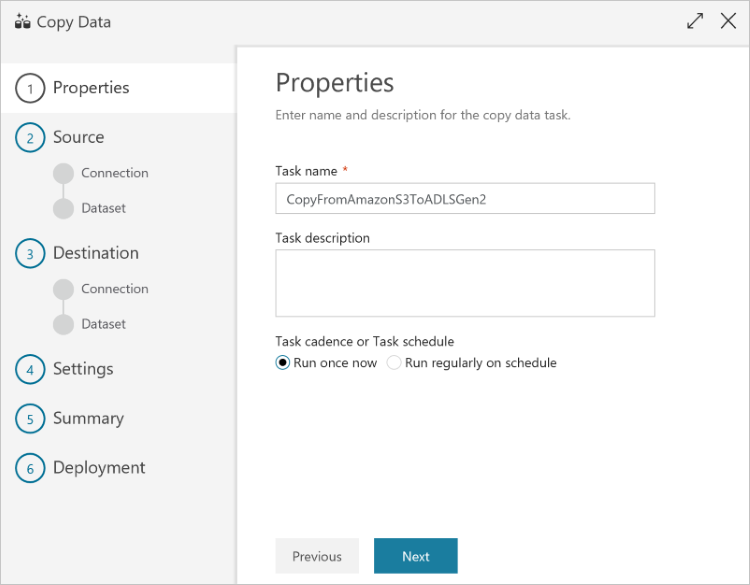 Copy Data
1 Properties
2 Source
Connection
Dataset
3 Destination
Connection
Dataset
4 Settings
5 Summary
6 Deployment
Properties
Enter name and description for the copy data task.
Task name *
CopyFromAmazonS3ToADLSGen2
Task description
Task cadence or Task schedule
Run once now Run regularly on schedule
Previous Next